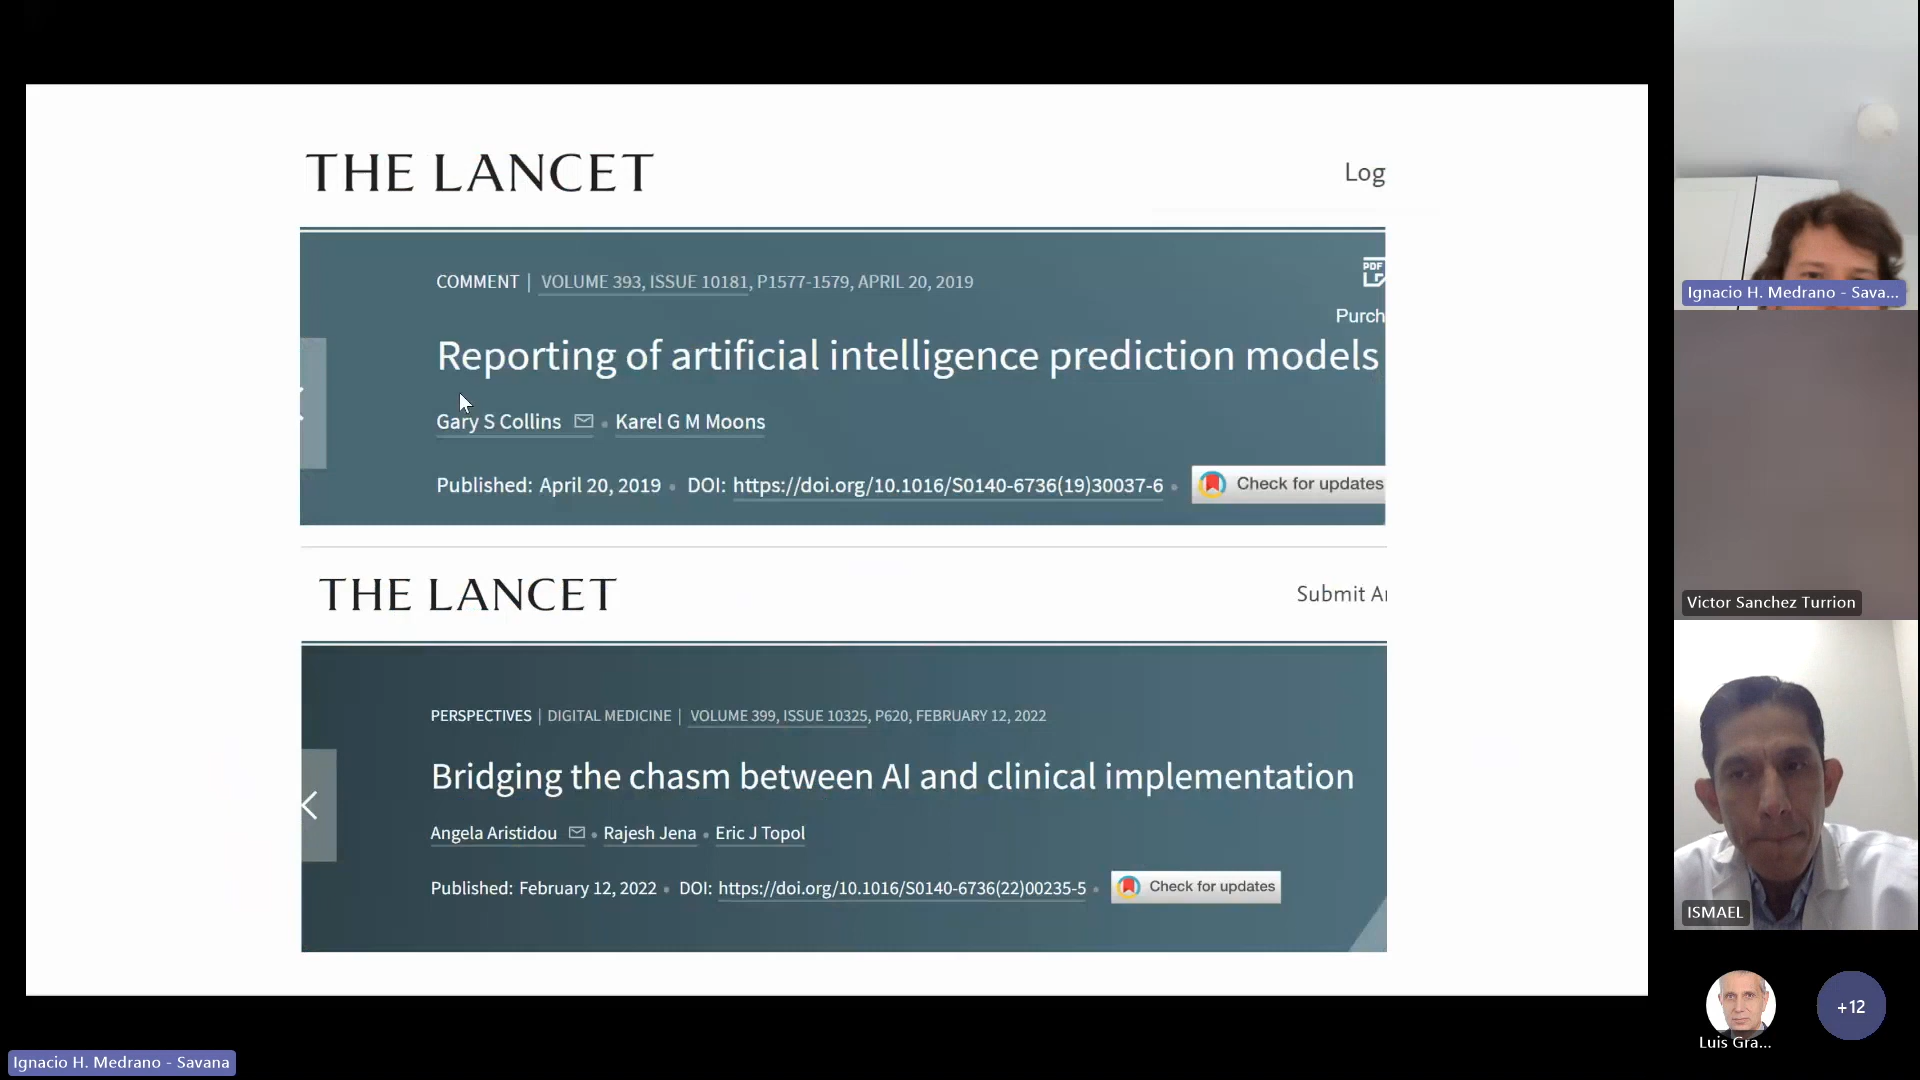 THE LANCET
Log
COMMENT | VOLUME 393, ISSUE 10181, P1577-1579, APRIL 20, 2019
PDF
Purch
Reporting of artificial intelligence prediction models
Gary S Collins • Karel G M Moons
Published: April 20, 2019 • DOI: https://doi.org/10.1016/S0140-6736(19)30037-6 •
Check for updates
THE LANCET
Submit Ar
PERSPECTIVES | DIGITAL MEDICINE | VOLUME 399, ISSUE 10325, P620, FEBRUARY 12, 2022
Bridging the chasm between AI and clinical implementation
Angela Aristidou • Rajesh Jena • Eric J Topol
Published: February 12, 2022 • DOI: https://doi.org/10.1016/S0140-6736(22)00235-5 •
Check for updates
Ignacio H. Medrano - Sava...
Victor Sanchez Turrion
ISMAEL
Luis Gra...
+12
Ignacio H. Medrano - Savana